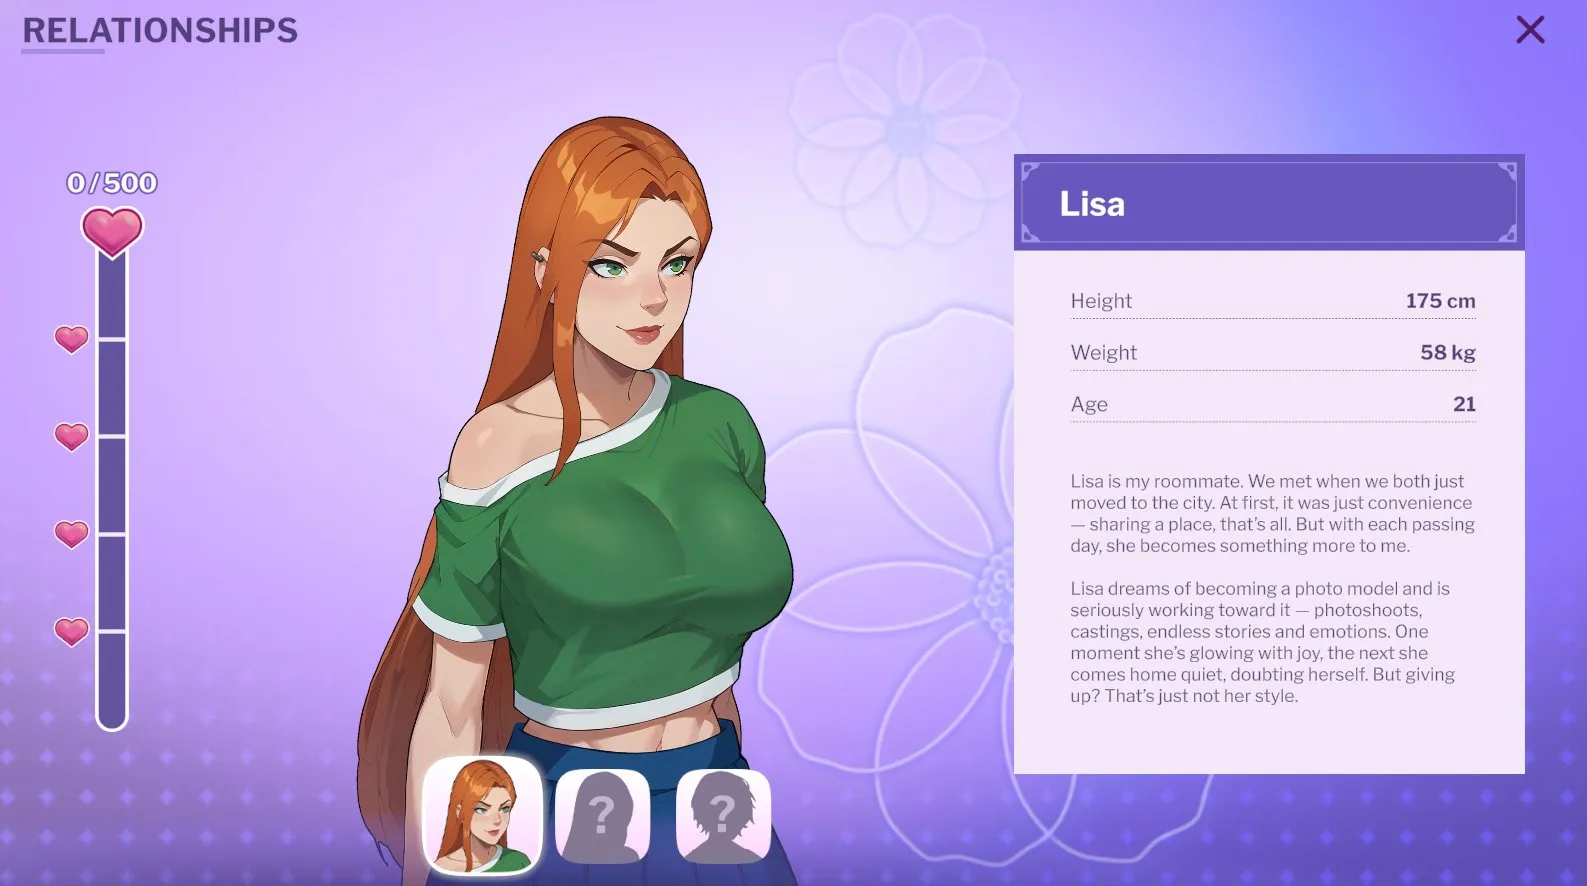 RELATIONSHIPS
0/500
Lisa
Height 175 cm
Weight 58 kg
Age 21
Lisa is my roommate. We met when we both just
moved to the city. At first, it was just convenience
— sharing a place, that's all. But with each passing
day, she becomes something more to me.
Lisa dreams of becoming a photo model and is
seriously working toward it — photoshoots,
castings, endless stories and emotions. One
moment she's glowing with joy, the next she
comes home quiet, doubting herself. But giving
up? That's just not her style.
? ?